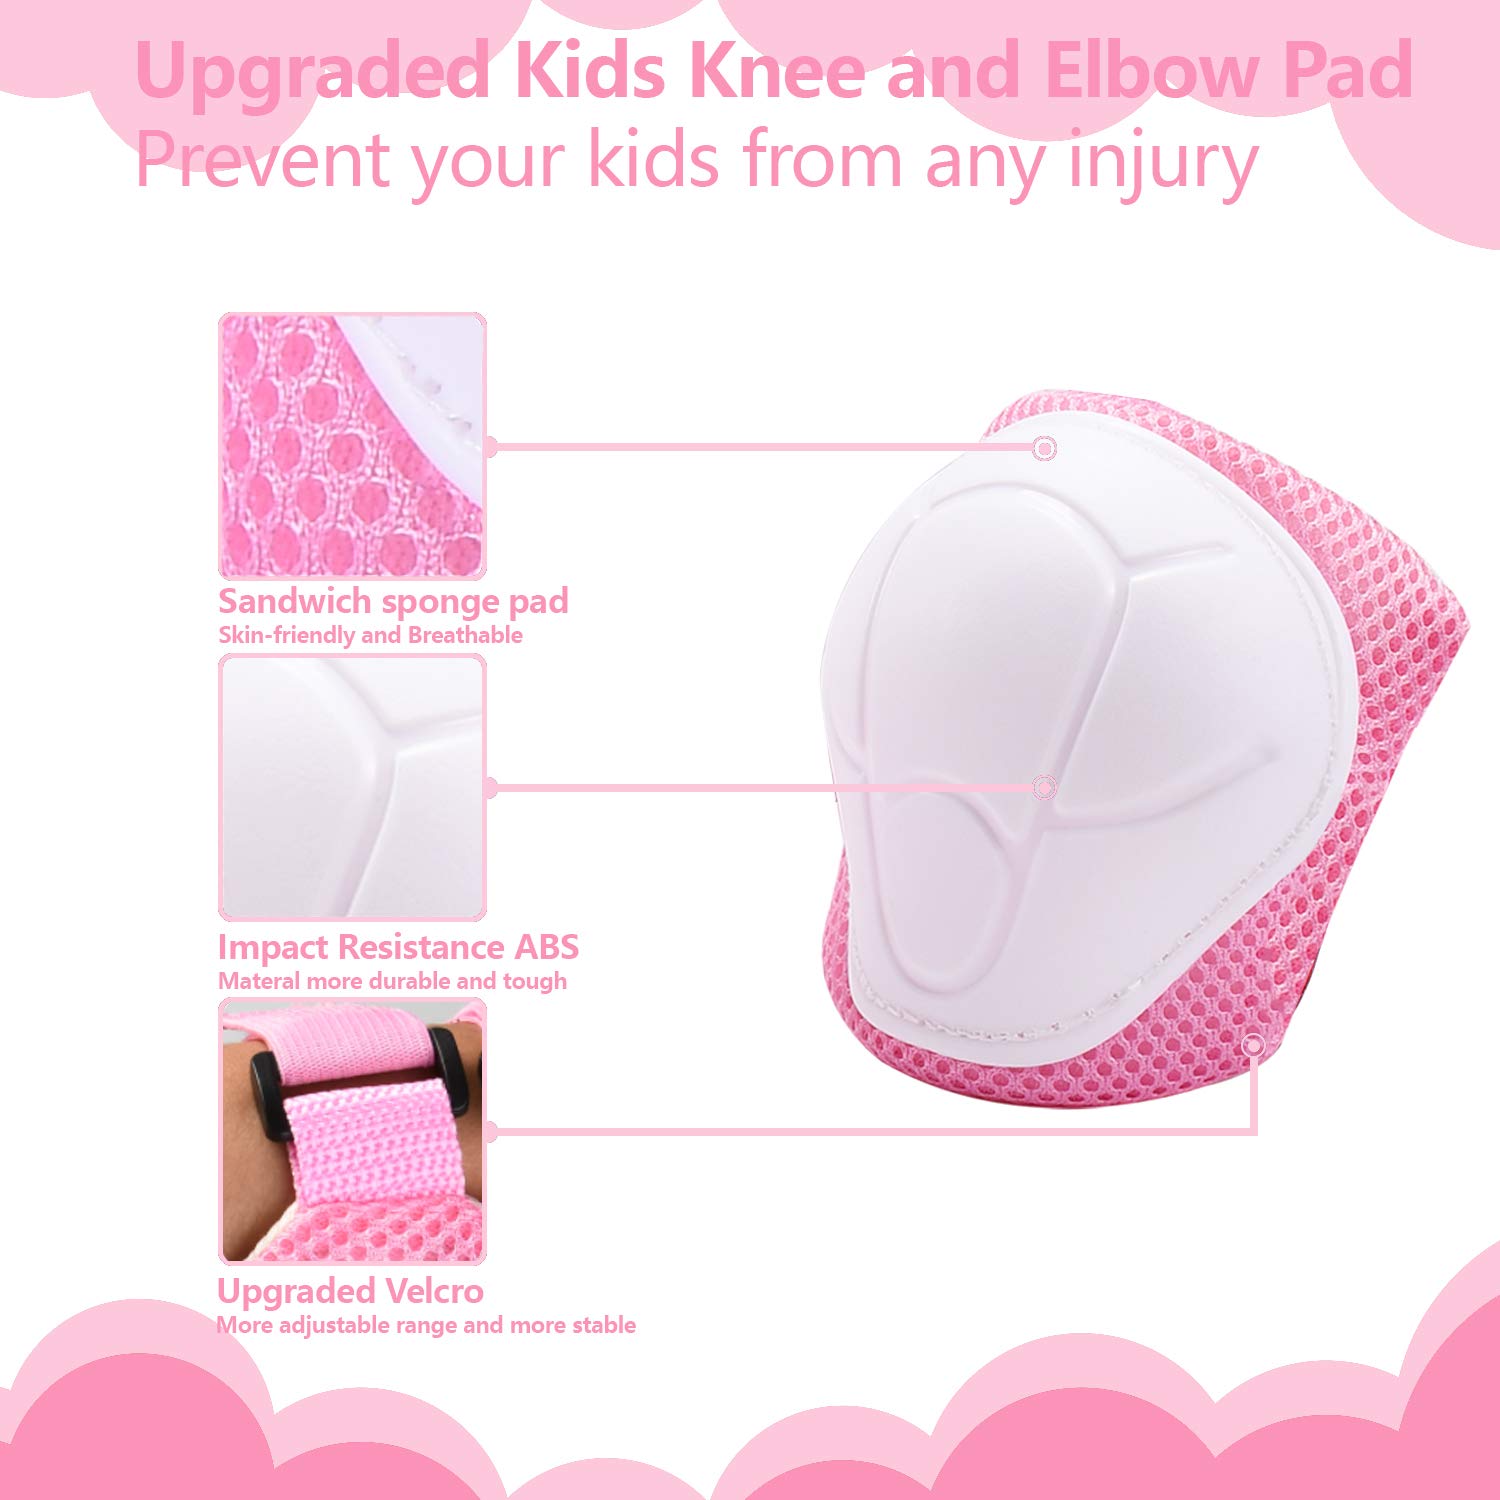 Upgraded Kids Knee and Elbow Pad
Prevent your kids from any injury
Sandwich sponge pad
Skin-friendly and Breathable
Impact Resistance ABS
Materal more durable and tough
Upgraded Velcro
More adjustable range and more stable